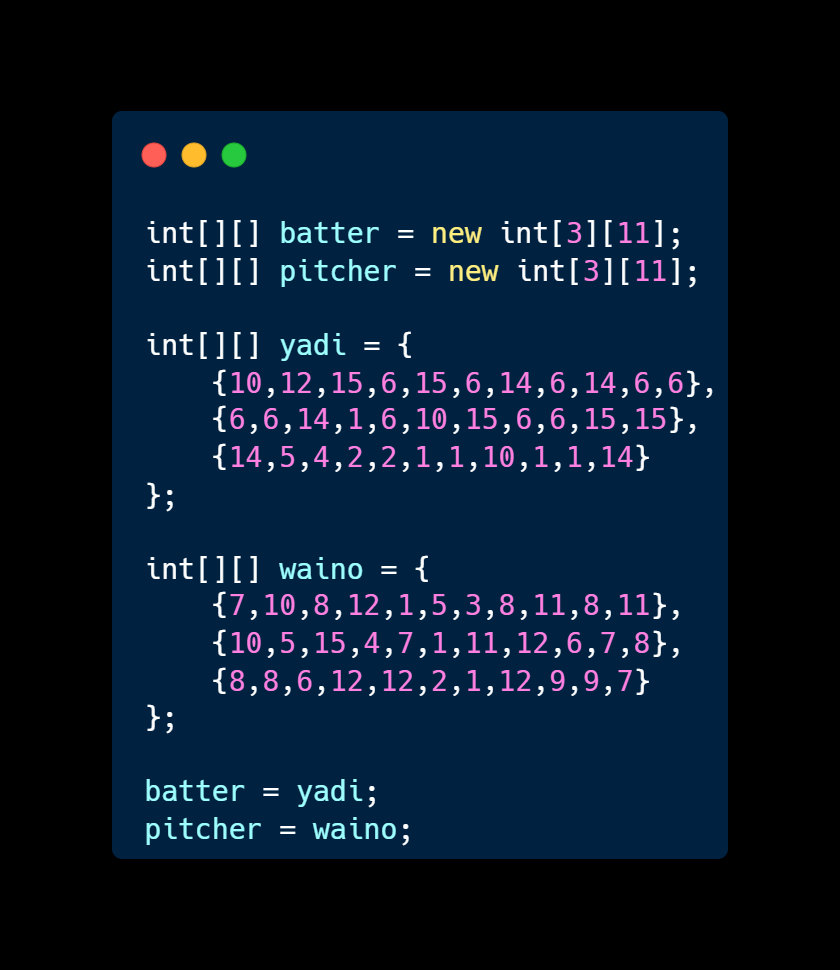 int[][] batter = new int[3][11];
int[][] pitcher = new int[3][11];
int[][] yadi = {
{10,12,15,6,15,6,14,6,14,6,6},
{6,6,14,1,6,10,15,6,6,15,15},
{14,5,4,2,2,1,1,10,1,1,14}
};
int[][] waino = {
{7,10,8,12,1,5,3,8,11,8,11},
{10,5,15,4,7,1,11,12,6,7,8},
{8,8,6,12,12,2,1,12,9,9,7}
};
batter = yadi;
pitcher = waino;